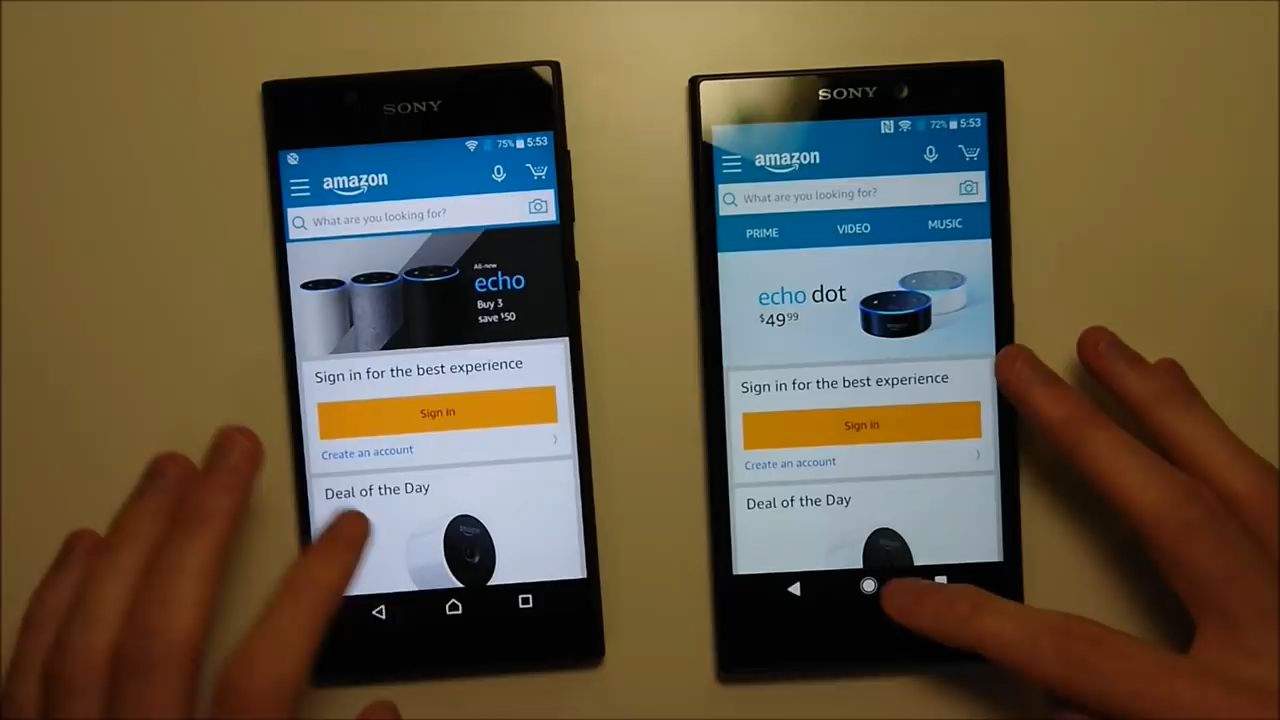 SONY
75% 5:53
amazon
What are you looking for?
All-new
echo
Buy 3
save $50
Sign in for the best experience
Sign in
Create an account
Deal of the Day
SONY
72% 5:53
amazon
What are you looking for?
PRIME VIDEO MUSIC
echo dot
$49.99
Sign in for the best experience
Sign in
Create an account
Deal of the Day